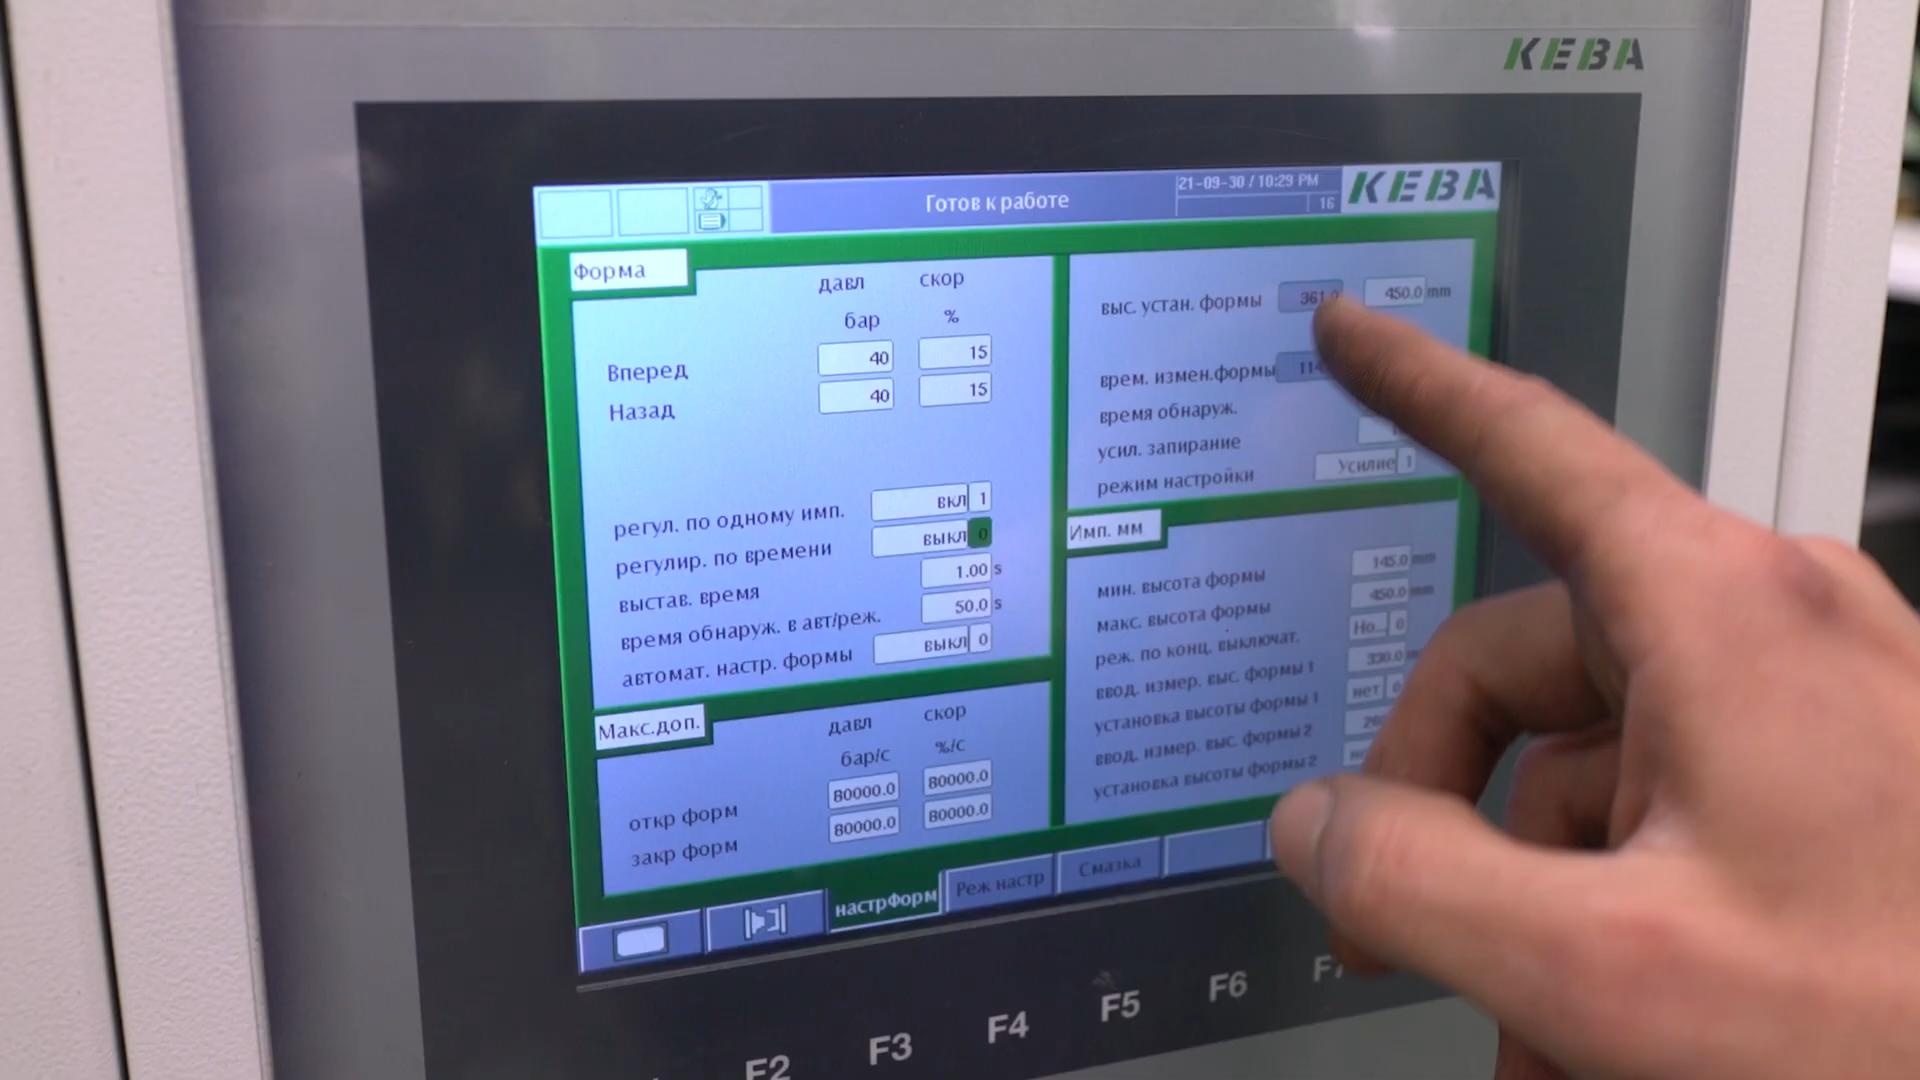 KEBA
Готов к работе
21-09-30 / 10:29 PM
16
KEBA
Форма
давл скор
бар %
Вперед 40 15
Назад 40 15
регул. по одному имп. вкл 1
регулир. по времени выкл 0
выстав. время 1.00 s
время обнаруж. в авт/реж. 50.0 s
автомат. настр. формы выкл 0
Макс.доп.
давл скор
бар/с %/с
откр форм 80000.0 80000.0
закр форм 80000.0 80000.0
выс. устан. формы 361.0 450.0 mm
врем. измен.формы
время обнаруж.
усил. запирание
режим настройки Усилие 1
Имп. мм
мин. высота формы 145.0 mm
макс. высота формы 450.0 mm
реж. по конц. выключат. Но... 0
ввод. измер. выс. формы 1 330.0
установка высоты формы 1 нет 0
ввод. измер. выс. формы 2
установка высоты формы 2
настрФорм Реж настр Смазка
F2 F3 F4 F5 F6